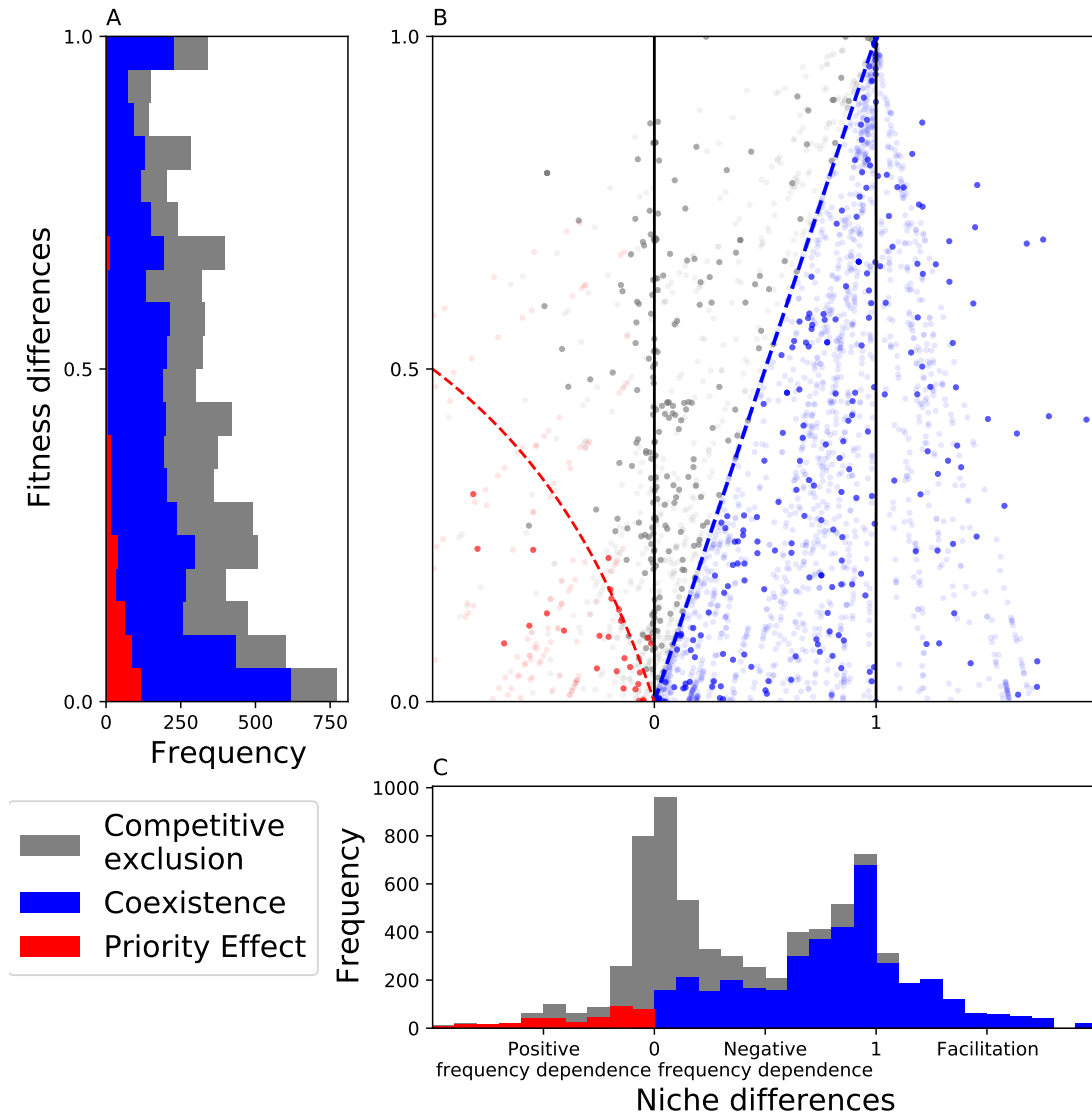 A
B
1.0
0.5
0.0
Fitness differences
0
250
500
750
Frequency
1.0
0.5
0.0
0
1
C
1000
800
600
400
200
0
Frequency
Positive
frequency dependence
0
Negative
frequency dependence
1
Facilitation
Niche differences
Competitive
exclusion
Coexistence
Priority Effect